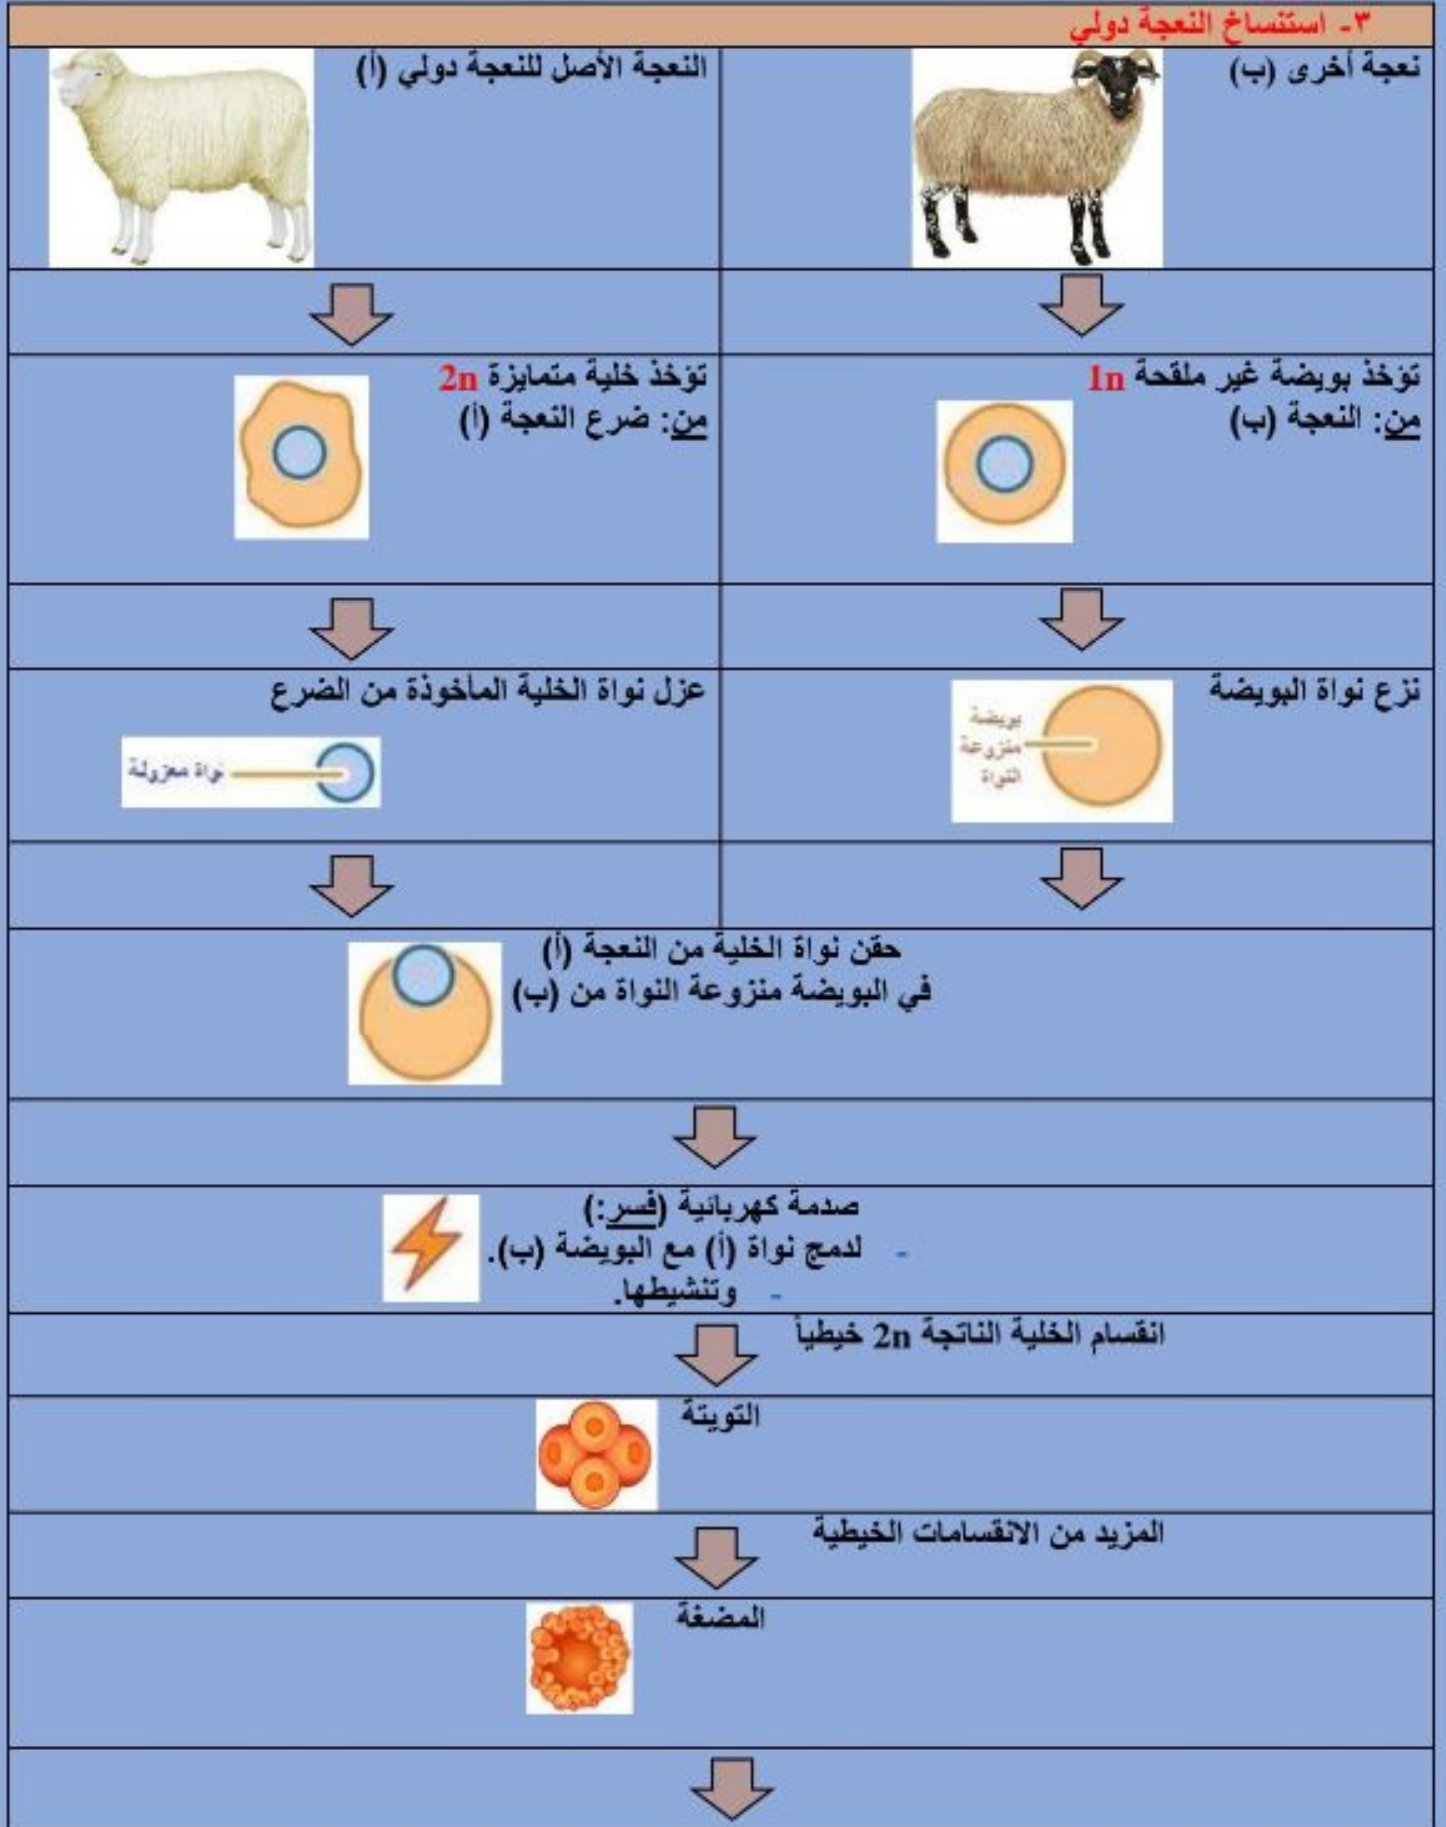 ٣- استنساخ النعجة دولي
نعجة أخرى (ب)
النعجة الأصل للنعجة دولي (أ)
تؤخذ بويضة غير ملقحة 1n
من: النعجة (ب)
تؤخذ خلية متمايزة 2n
من: ضرع النعجة (أ)
نزع نواة البويضة
بويضة
منزوعة
النواة
عزل نواة الخلية المأخوذة من الضرع
نواة معزولة
حقن نواة الخلية من النعجة (أ)
في البويضة منزوعة النواة من (ب)
صدمة كهربائية (فسر:)
- لدمج نواة (أ) مع البويضة (ب).
- وتنشيطها.
انقسام الخلية الناتجة 2n خيطياً
التويتة
المزيد من الانقسامات الخيطية
المضغة